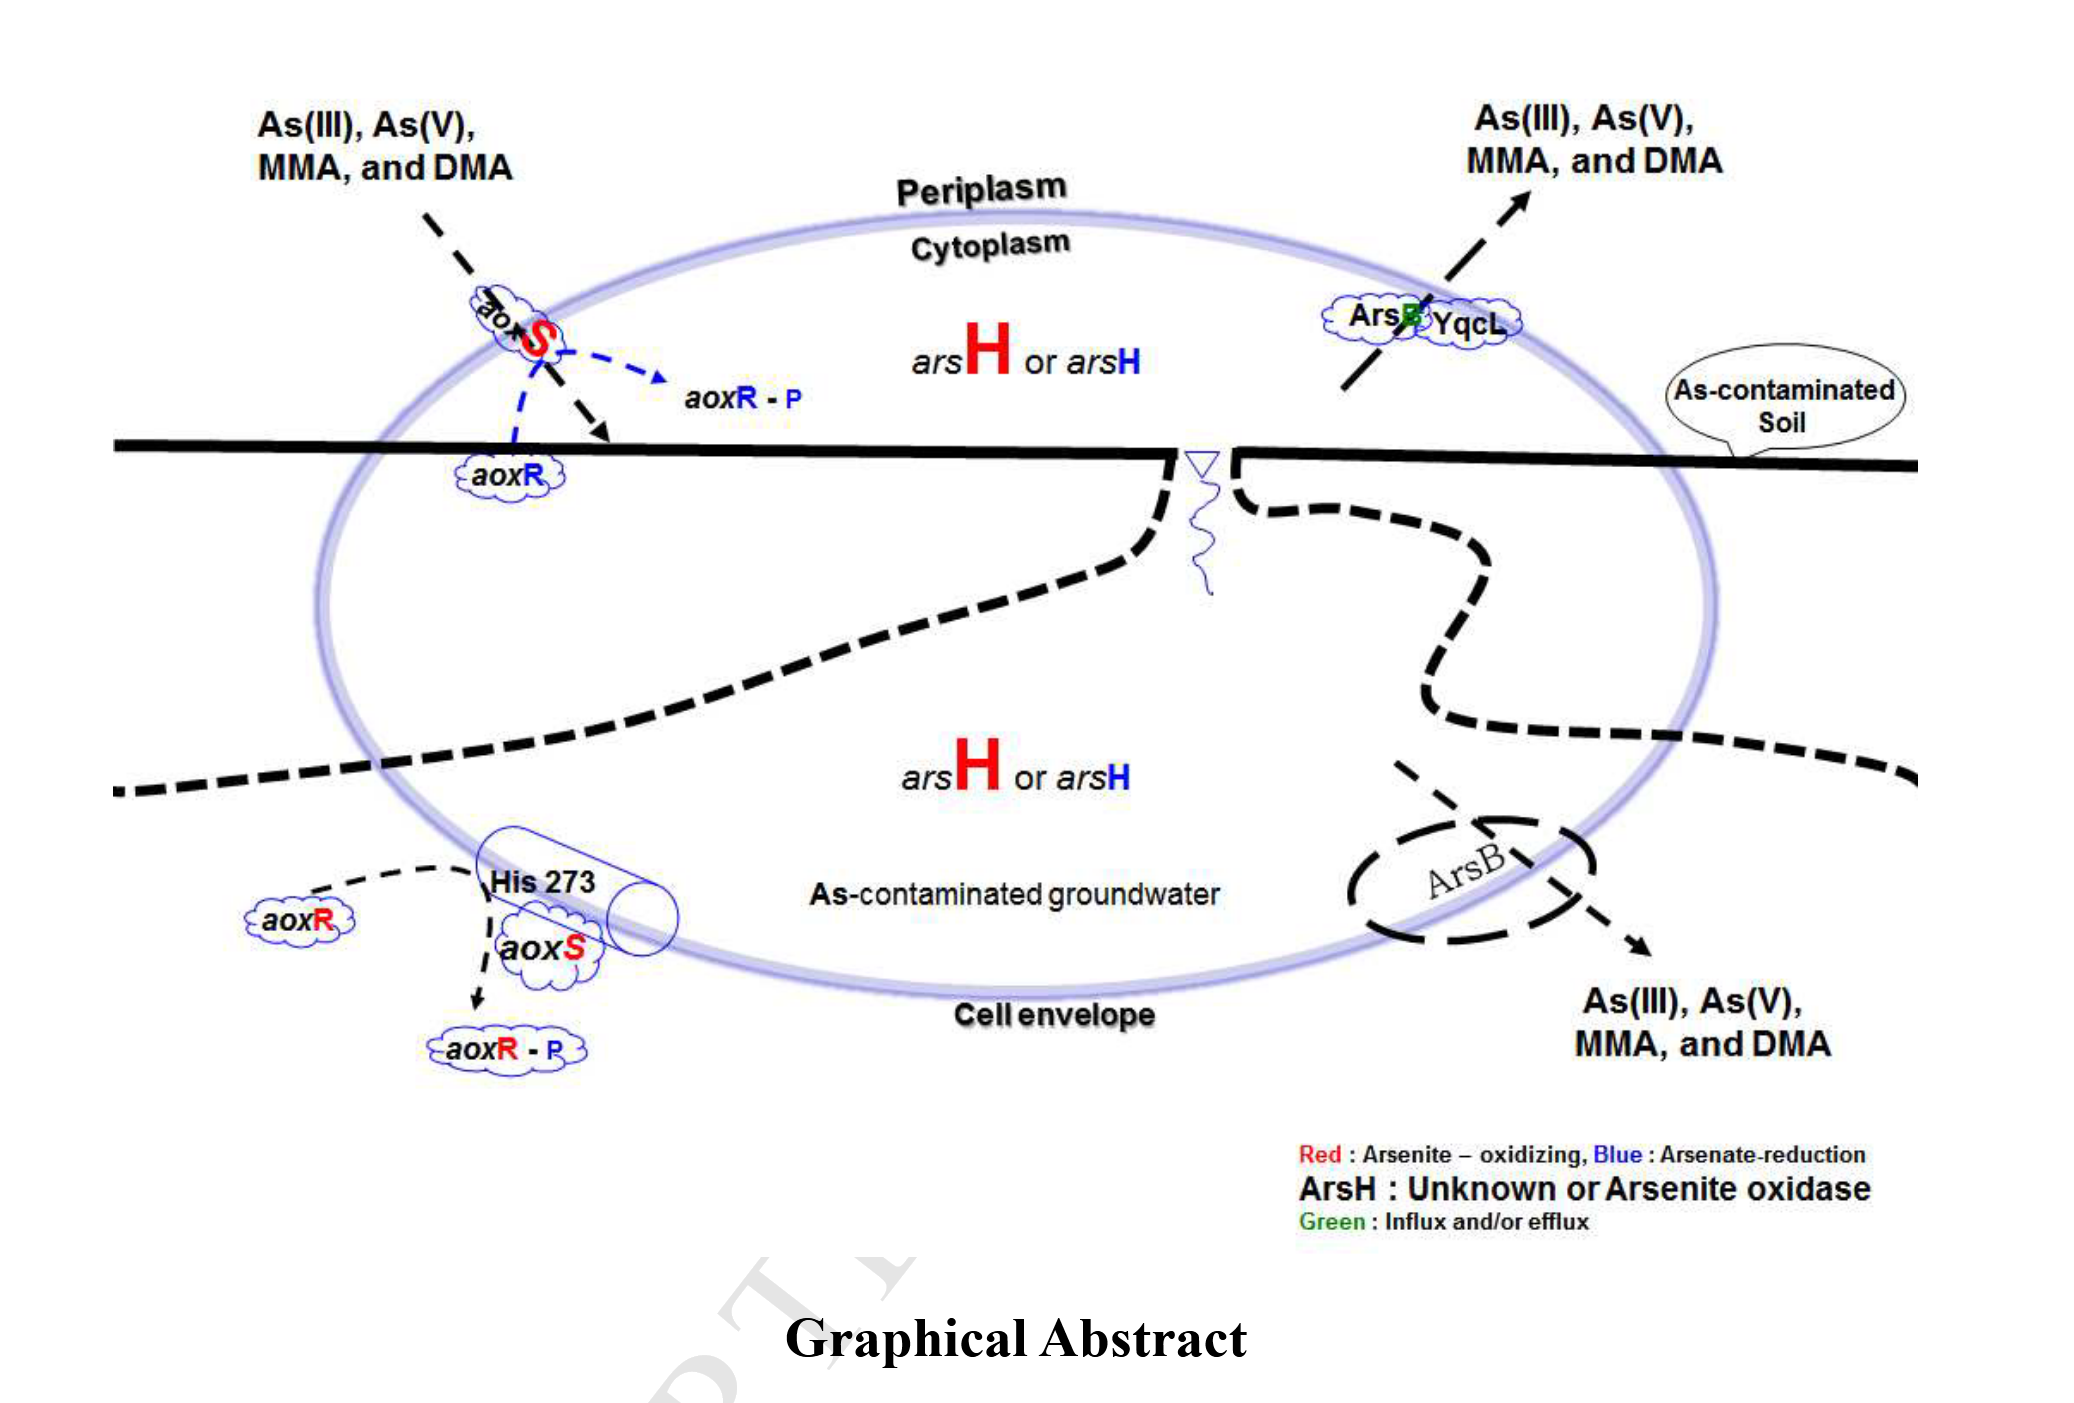 As(III), As(V),
MMA, and DMA
As(III), As(V),
MMA, and DMA
Periplasm
Cytoplasm
aoxS
ArsB YqcL
arsH or arsH
aoxR - P
As-contaminated
Soil
aoxR
arsH or arsH
His 273
As-contaminated groundwater
ArsB
aoxR
aoxS
Cell envelope
As(III), As(V),
MMA, and DMA
aoxR - P
Red : Arsenite – oxidizing, Blue : Arsenate-reduction
ArsH : Unknown or Arsenite oxidase
Green : Influx and/or efflux
Graphical Abstract